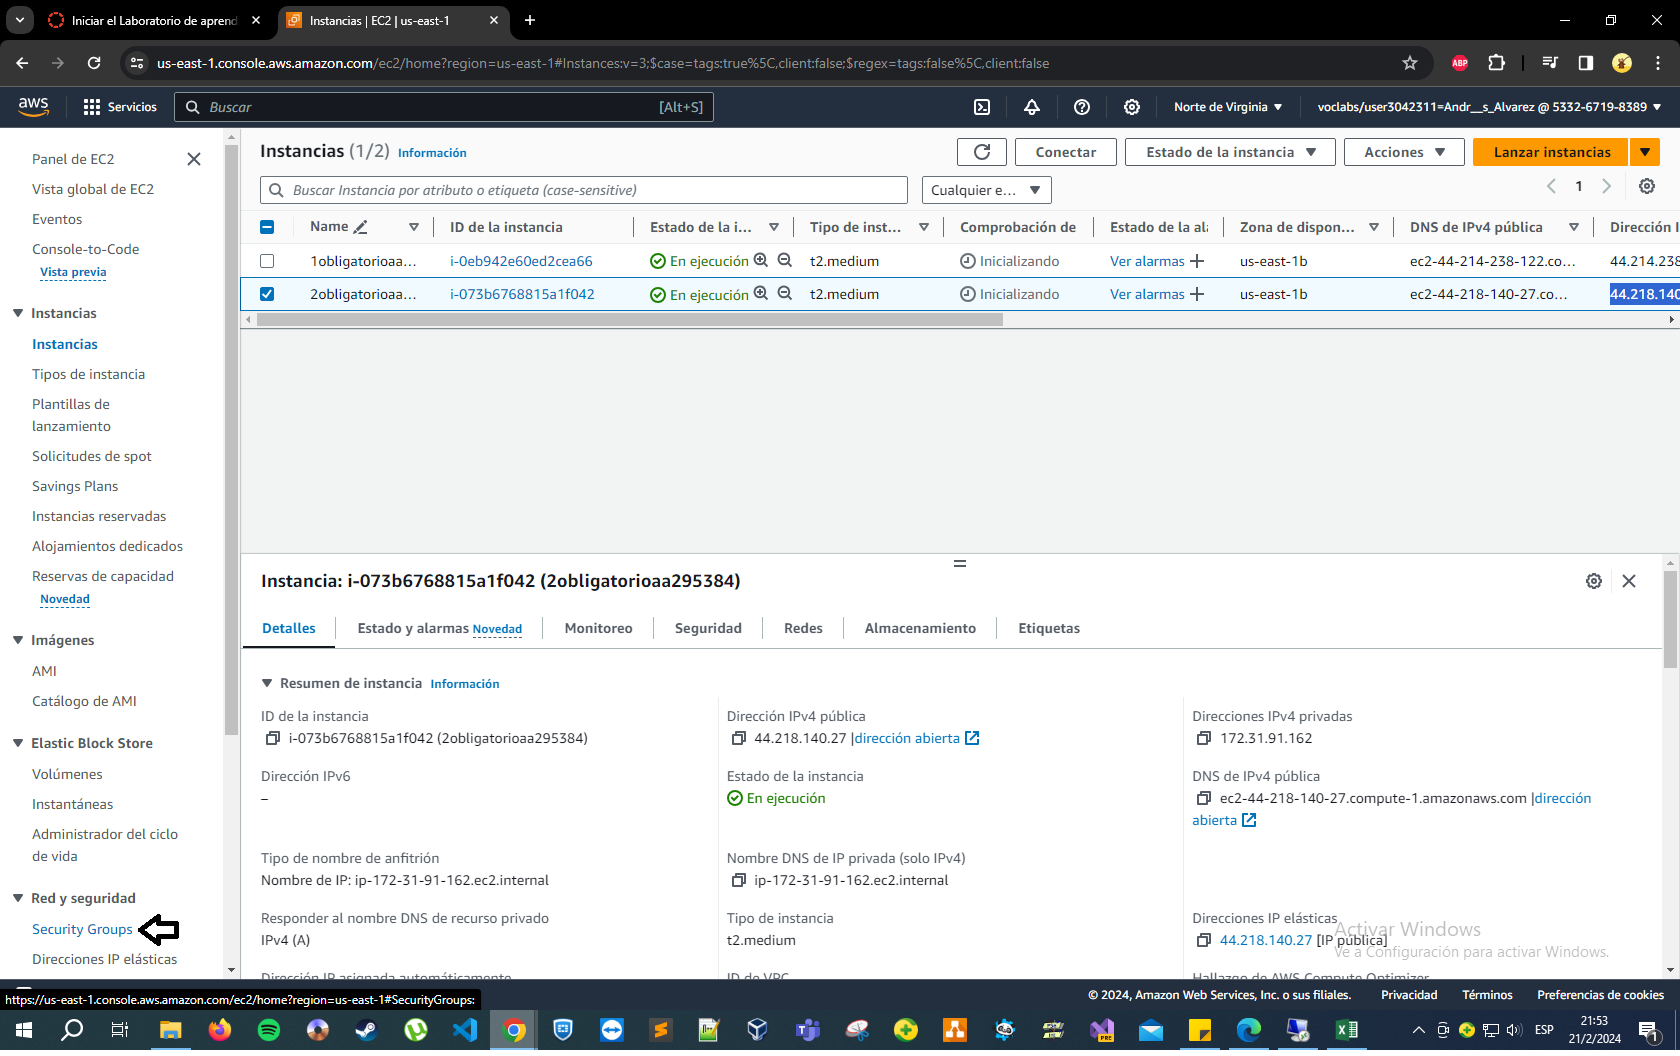 Iniciar el Laboratorio de aprend
Instancias | EC2 | us-east-1
us-east-1.console.aws.amazon.com/ec2/home?region=us-east-1#Instances:v=3;$case=tags:true%5C,client:false;$regex=tags:false%5C,client:false
ABP
aws
Servicios
Buscar
[Alt+S]
Norte de Virginia
voclabs/user3042311=Andr__s_Alvarez @ 5332-6719-8389
Panel de EC2
Vista global de EC2
Eventos
Console-to-Code
Vista previa
Instancias
Instancias
Tipos de instancia
Plantillas de
lanzamiento
Solicitudes de spot
Savings Plans
Instancias reservadas
Alojamientos dedicados
Reservas de capacidad
Novedad
Imágenes
AMI
Catálogo de AMI
Elastic Block Store
Volúmenes
Instantáneas
Administrador del ciclo
de vida
Red y seguridad
Security Groups
Direcciones IP elásticas
Instancias (1/2) Información
Conectar
Estado de la instancia
Acciones
Lanzar instancias
Buscar Instancia por atributo o etiqueta (case-sensitive)
Cualquier e...
1
Name ID de la instancia Estado de la i... Tipo de inst... Comprobación de Estado de la ala Zona de dispon... DNS de IPv4 pública Dirección I
1obligatorioaa... i-0eb942e60ed2cea66 En ejecución t2.medium Inicializando Ver alarmas us-east-1b ec2-44-214-238-122.co... 44.214.238
2obligatorioaa... i-073b6768815a1f042 En ejecución t2.medium Inicializando Ver alarmas us-east-1b ec2-44-218-140-27.co... 44.218.140
Instancia: i-073b6768815a1f042 (2obligatorioaa295384)
Detalles
Estado y alarmas Novedad
Monitoreo
Seguridad
Redes
Almacenamiento
Etiquetas
Resumen de instancia Información
ID de la instancia
i-073b6768815a1f042 (2obligatorioaa295384)
Dirección IPv4 pública
44.218.140.27 |dirección abierta
Direcciones IPv4 privadas
172.31.91.162
Dirección IPv6
–
Estado de la instancia
En ejecución
DNS de IPv4 pública
ec2-44-218-140-27.compute-1.amazonaws.com |dirección
abierta
Tipo de nombre de anfitrión
Nombre de IP: ip-172-31-91-162.ec2.internal
Nombre DNS de IP privada (solo IPv4)
ip-172-31-91-162.ec2.internal
Responder al nombre DNS de recurso privado
IPv4 (A)
Tipo de instancia
t2.medium
Direcciones IP elásticas
44.218.140.27 [IP pública]
Dirección IP asignada automáticamente
ID de VPC
Hallazgo de AWS Compute Optimizer
Activar Windows
Ve a Configuración para activar Windows.
https://us-east-1.console.aws.amazon.com/ec2/home?region=us-east-1#SecurityGroups:
© 2024, Amazon Web Services, Inc. o sus filiales.
Privacidad
Términos
Preferencias de cookies
PRE
ESP
21:53
21/2/2024
1